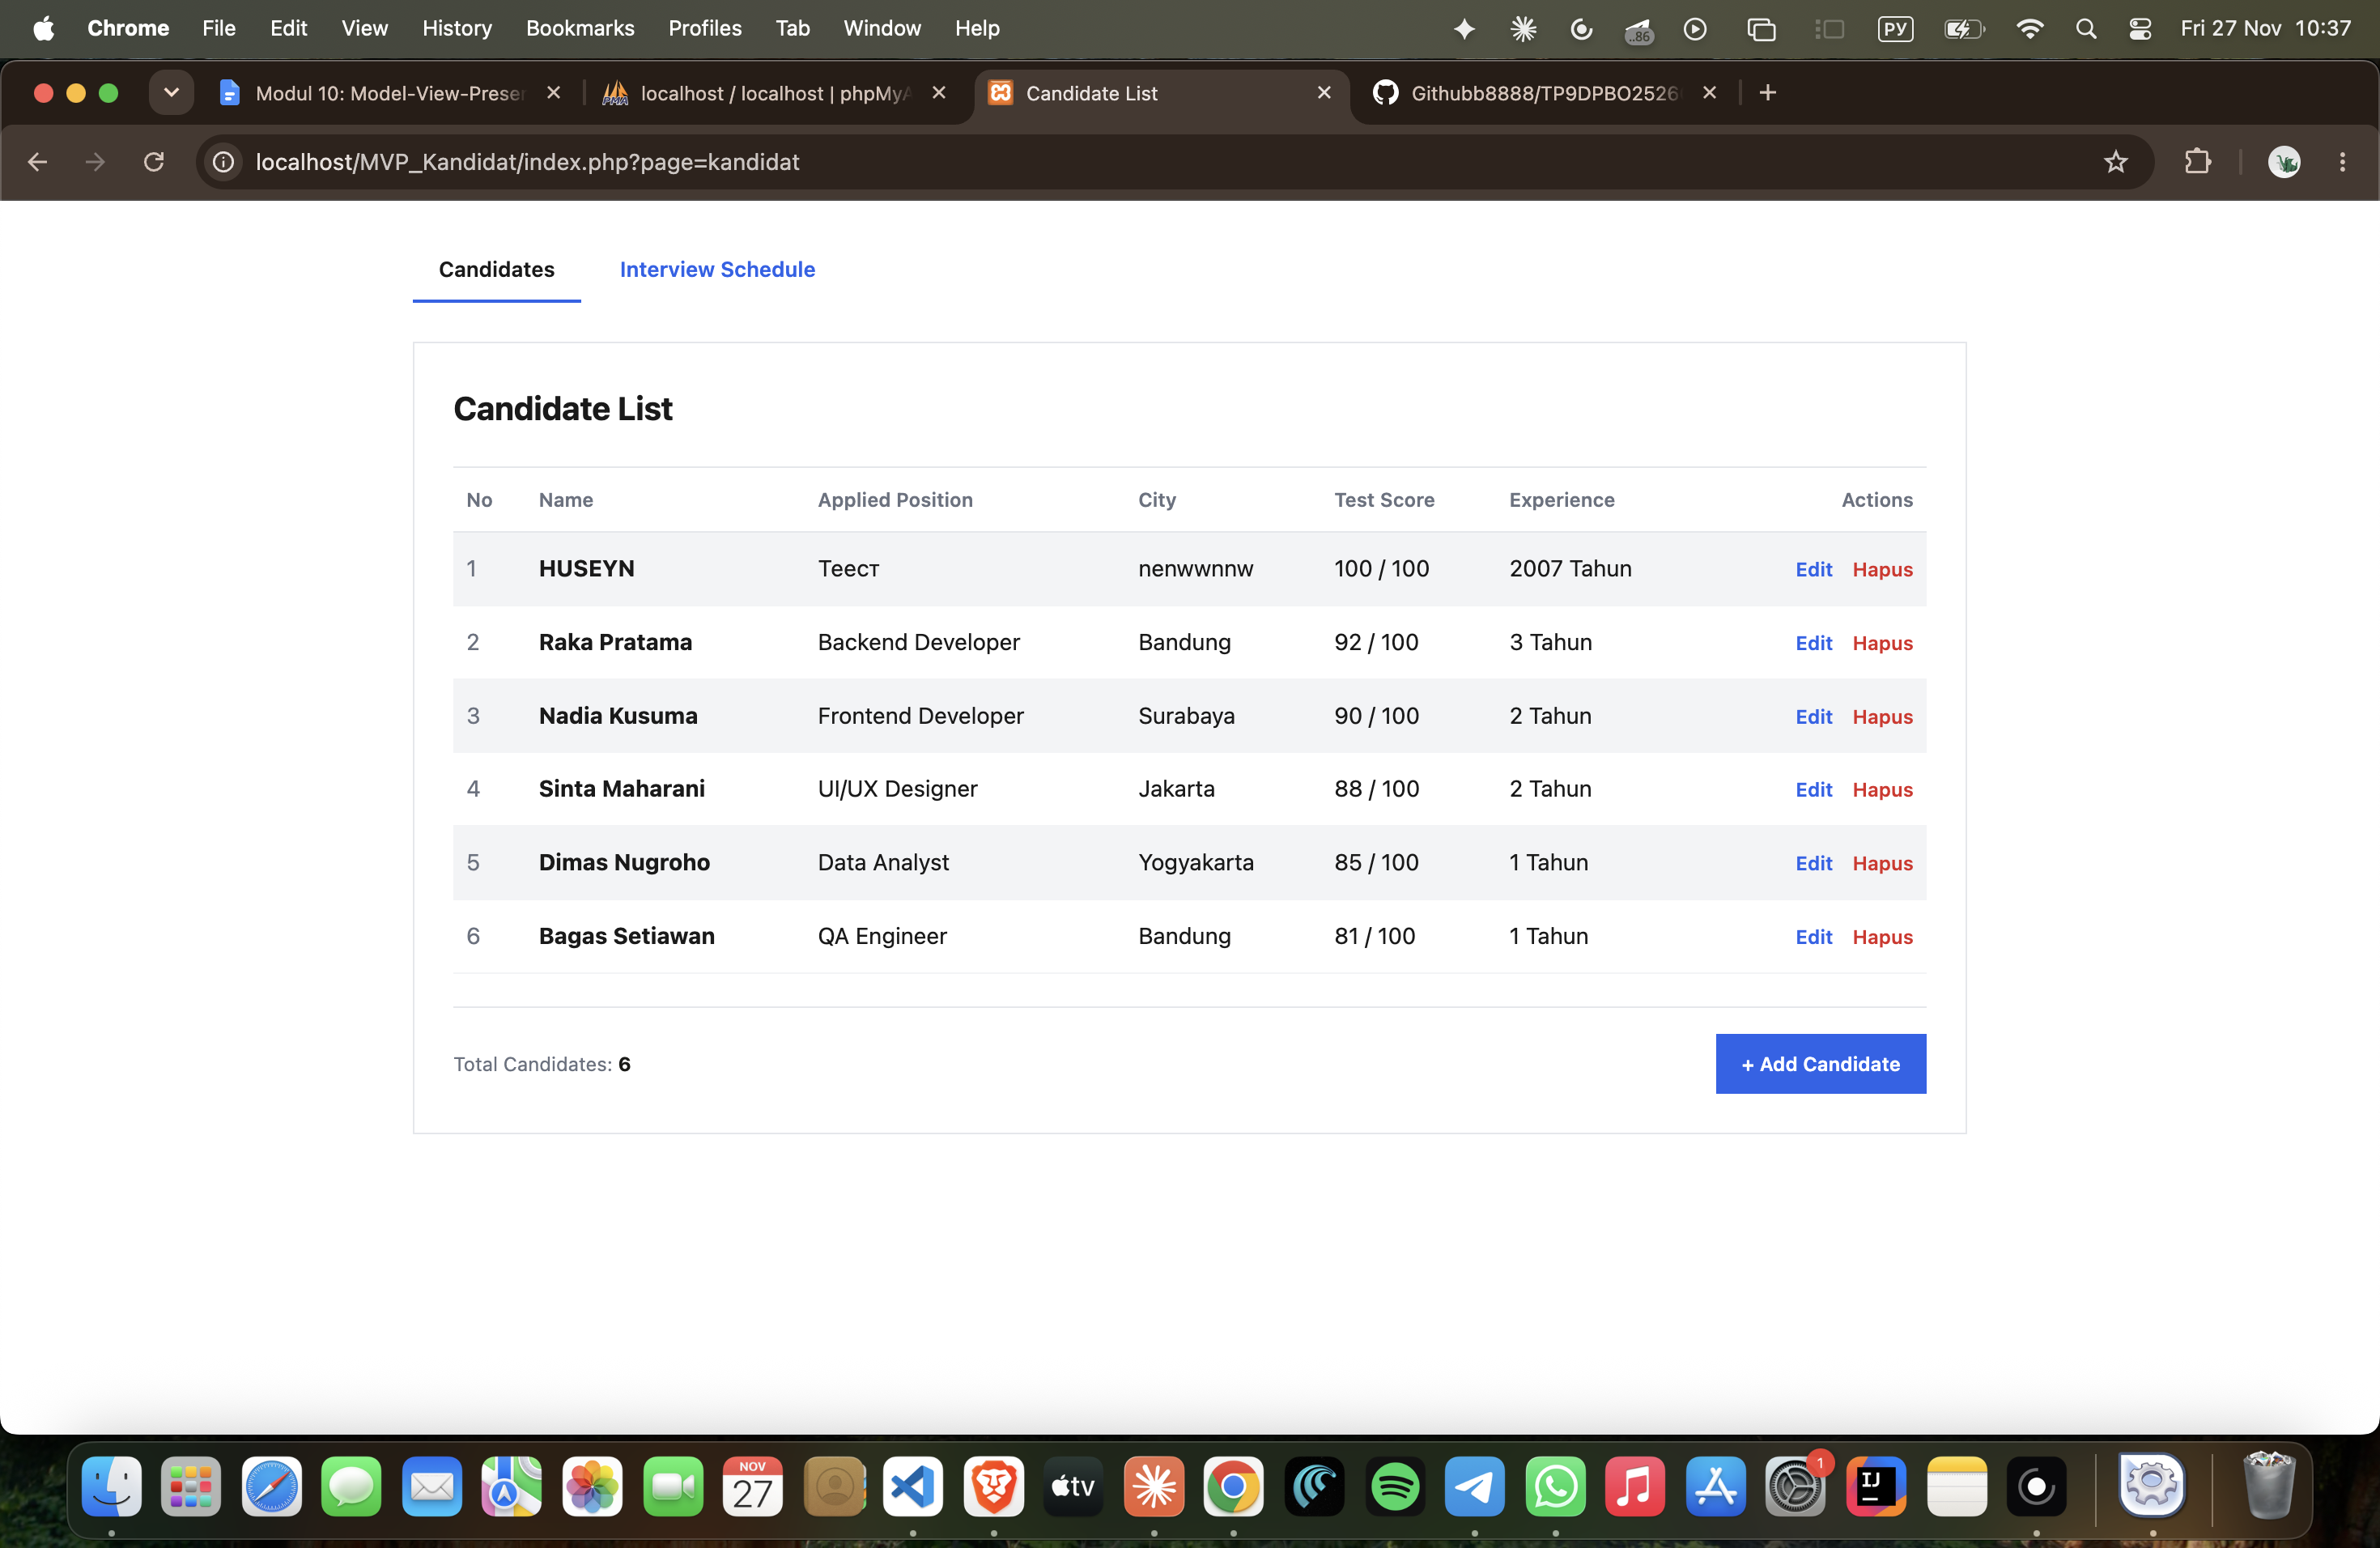 Chrome File Edit View History Bookmarks Profiles Tab Window Help ..86 РУ Fri 27 Nov 10:37
Modul 10: Model-View-Preser localhost / localhost | phpMyA Candidate List Githubb8888/TP9DPBO2526
localhost/MVP_Kandidat/index.php?page=kandidat
Candidates Interview Schedule
Candidate List
No Name Applied Position City Test Score Experience Actions
1 HUSEYN Теест nenwwnnw 100 / 100 2007 Tahun Edit Hapus
2 Raka Pratama Backend Developer Bandung 92 / 100 3 Tahun Edit Hapus
3 Nadia Kusuma Frontend Developer Surabaya 90 / 100 2 Tahun Edit Hapus
4 Sinta Maharani UI/UX Designer Jakarta 88 / 100 2 Tahun Edit Hapus
5 Dimas Nugroho Data Analyst Yogyakarta 85 / 100 1 Tahun Edit Hapus
6 Bagas Setiawan QA Engineer Bandung 81 / 100 1 Tahun Edit Hapus
Total Candidates: 6 + Add Candidate
NOV
27
tv
1
IJ